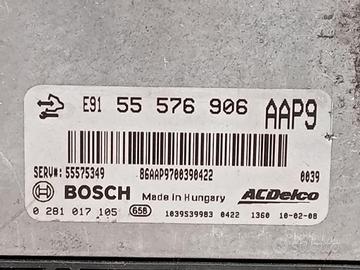 E91 55 576 906 AAP9
SERV#: 55575349 86AAP9700390422 0039
BOSCH Made in Hungary ACDelco
0 281 017 105 658 1039S39983 0422 1360 10-02-08